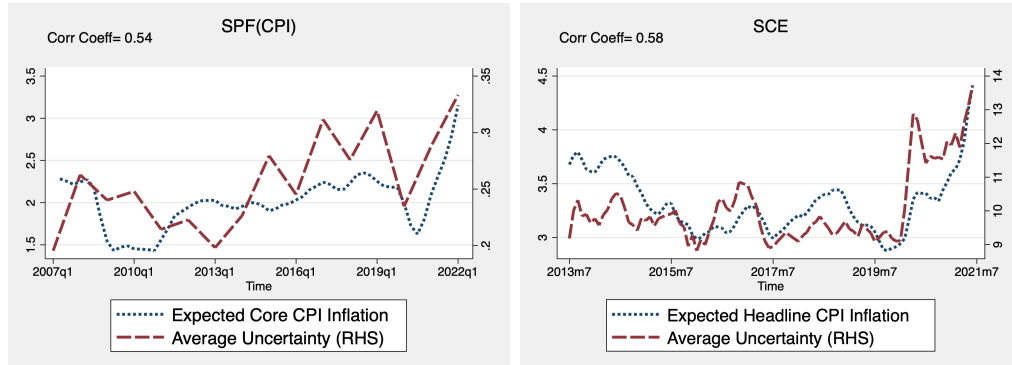 SPF(CPI)
Corr Coeff= 0.54
3.5
3
2.5
2
1.5
.35
.3
.25
.2
2007q1 2010q1 2013q1 2016q1 2019q1 2022q1
Time
Expected Core CPI Inflation
Average Uncertainty (RHS)
SCE
Corr Coeff= 0.58
4.5
4
3.5
3
14
13
12
11
10
9
2013m7 2015m7 2017m7 2019m7 2021m7
Time
Expected Headline CPI Inflation
Average Uncertainty (RHS)